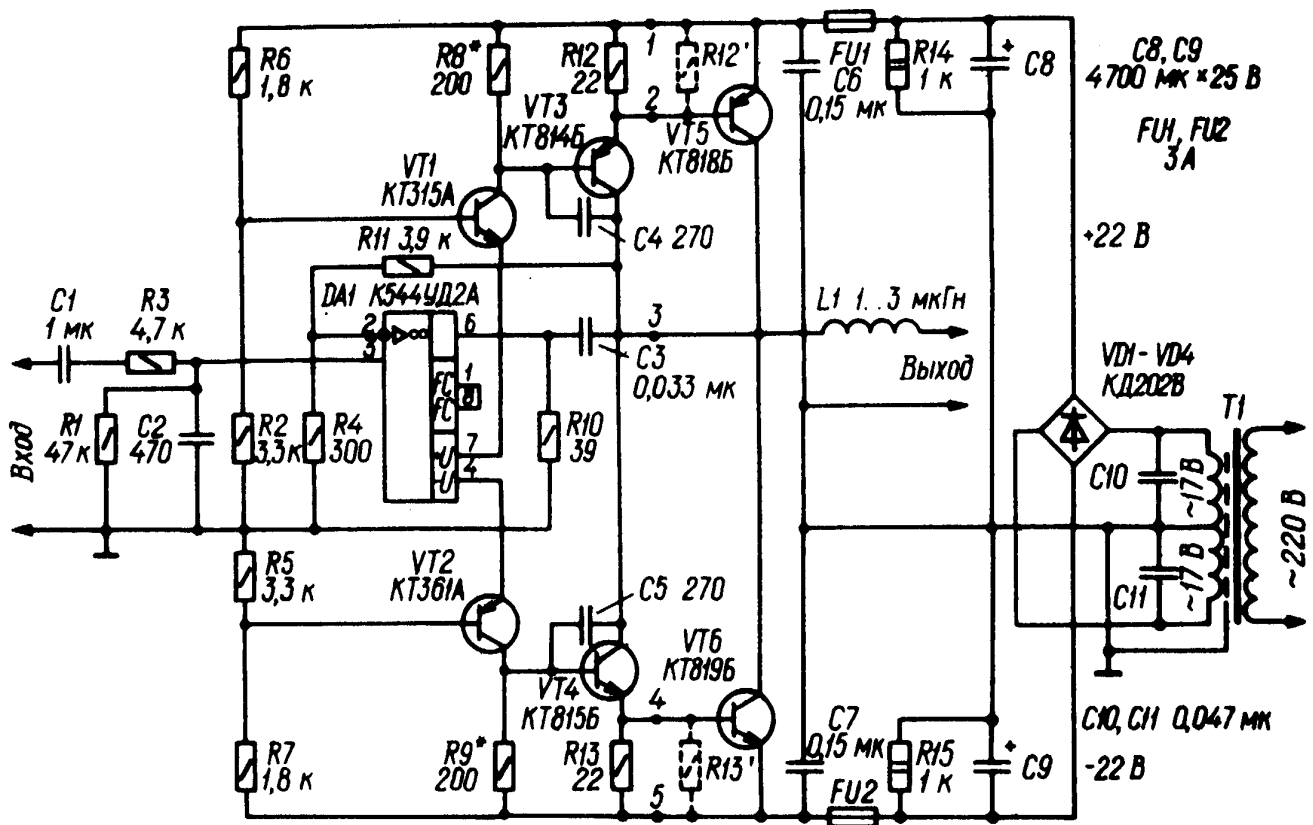 R6
1,8 к
R8*
200
R12
22
1
R12'
FU1
C6
0,15 мк
R14
1 к
+
C8
C8, C9
4700 мк × 25 В
FU1, FU2
3 А
VT3
КТ814Б
2
VT5
КТ818Б
VT1
КТ315А
C4 270
+22 В
R11 3,9 к
DA1 К544УД2А
C1
1 мк
R3
4,7 к
2
3
6
1
8
FC
FC
7
4
U
U
3
L1 1..3 мкГн
C3
0,033 мк
Выход
VD1-VD4
КД202В
T1
Вход
R1
47 к
C2
470
R2
3,3 к
R4
300
R10
39
C10
~17 В
~17 В
C11
~220 В
R5
3,3 к
VT2
КТ361А
C5 270
VT6
КТ819Б
VT4
КТ815Б
4
C7
0,15 мк
C10, C11 0,047 мк
R7
1,8 к
R9*
200
R13
22
R13'
5
FU2
R15
1 к
+
C9
-22 В